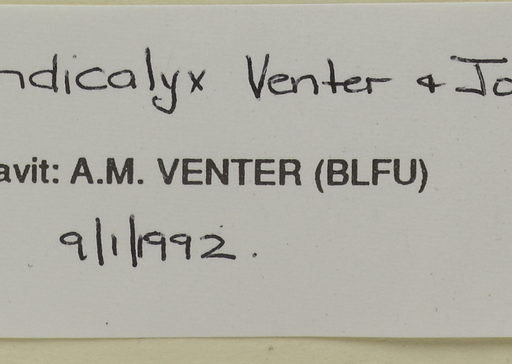 ndicalyx Venter & Jo
avit: A.M. VENTER (BLFU)
9/1/1992.